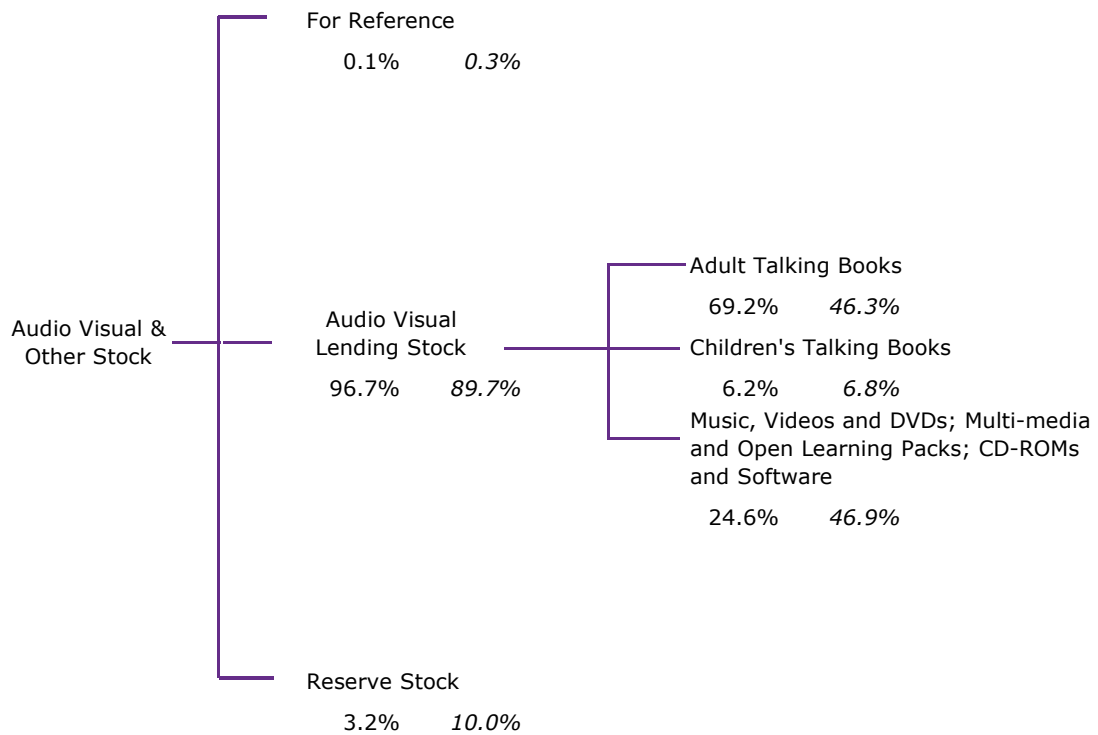 For Reference
0.1% 0.3%
Audio Visual &
Other Stock
Audio Visual
Lending Stock
96.7% 89.7%
Adult Talking Books
69.2% 46.3%
Children's Talking Books
6.2% 6.8%
Music, Videos and DVDs; Multi-media
and Open Learning Packs; CD-ROMs
and Software
24.6% 46.9%
Reserve Stock
3.2% 10.0%